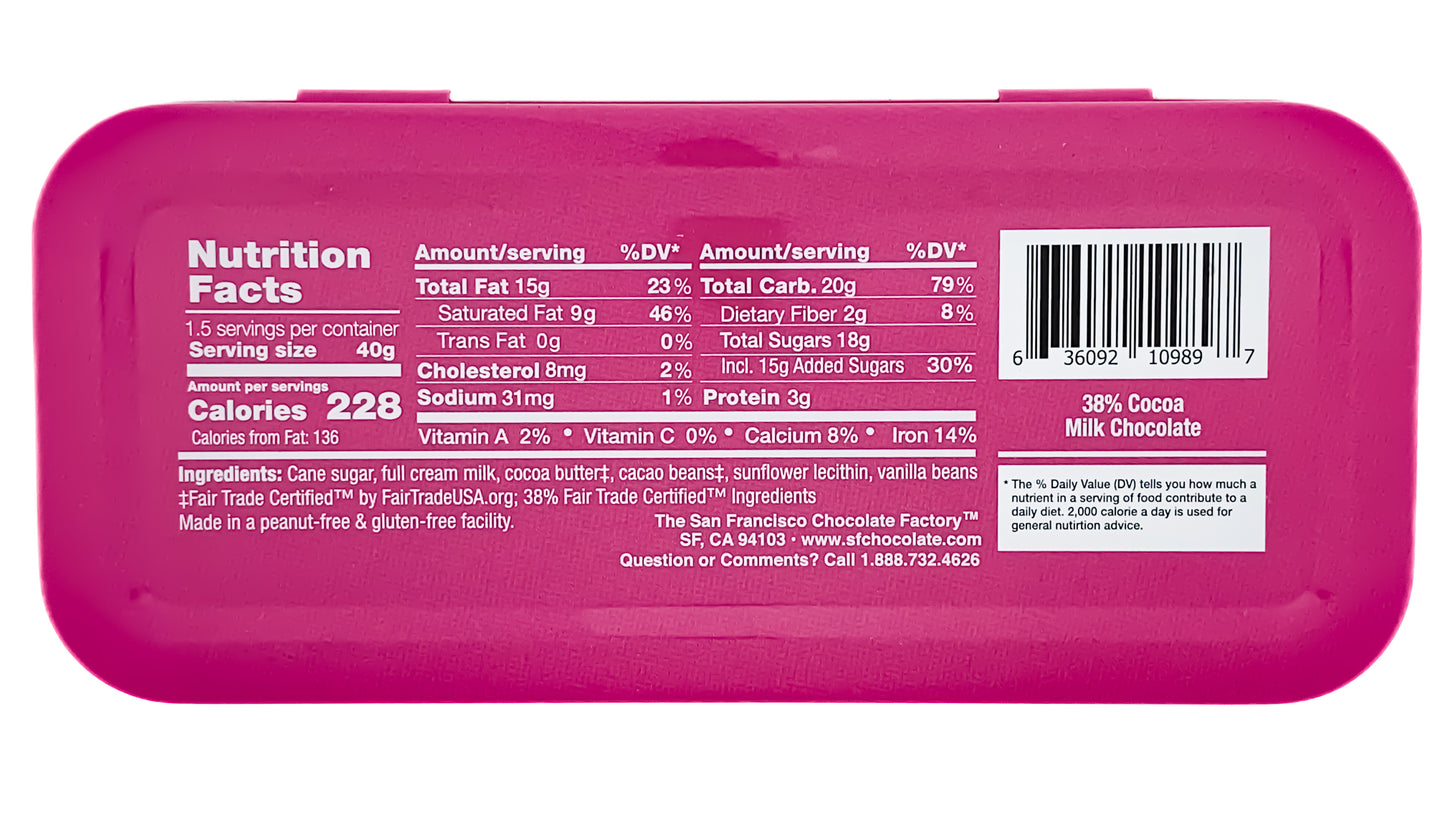 Nutrition
Facts
1.5 servings per container
Serving size 40g
Amount per servings
Calories 228
Calories from Fat: 136
Amount/serving %DV*
Total Fat 15g 23%
Saturated Fat 9g 46%
Trans Fat 0g 0%
Cholesterol 8mg 2%
Sodium 31mg 1%
Amount/serving %DV*
Total Carb. 20g 79%
Dietary Fiber 2g 8%
Total Sugars 18g
Incl. 15g Added Sugars 30%
Protein 3g
Vitamin A 2% • Vitamin C 0% • Calcium 8% • Iron 14%
Ingredients: Cane sugar, full cream milk, cocoa butter‡, cacao beans‡, sunflower lecithin, vanilla beans
‡Fair Trade Certified™ by FairTradeUSA.org; 38% Fair Trade Certified™ Ingredients
Made in a peanut-free & gluten-free facility.
The San Francisco Chocolate Factory™
SF, CA 94103 · www.sfchocolate.com
Question or Comments? Call 1.888.732.4626
6 36092 10989 7
38% Cocoa
Milk Chocolate
* The % Daily Value (DV) tells you how much a
nutrient in a serving of food contribute to a
daily diet. 2,000 calorie a day is used for
general nutirtion advice.